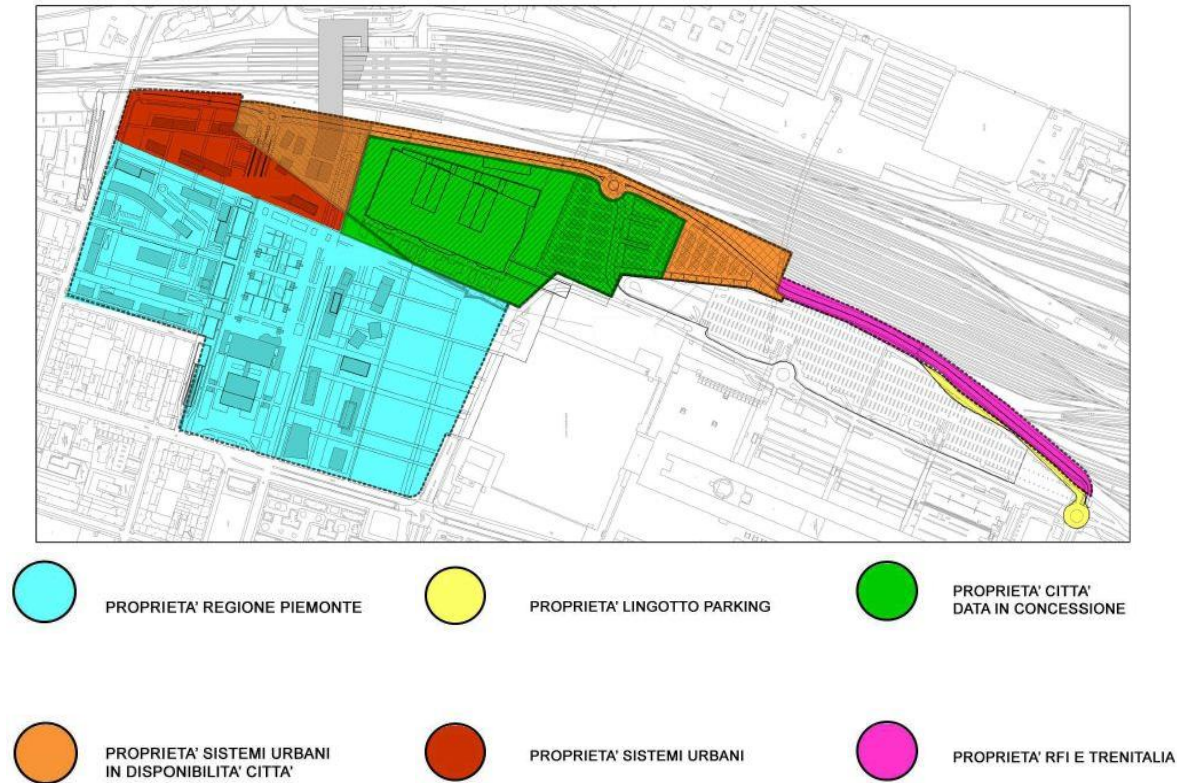 PROPRIETA' REGIONE PIEMONTE
PROPRIETA' LINGOTTO PARKING
PROPRIETA' CITTA'
DATA IN CONCESSIONE
PROPRIETA' SISTEMI URBANI
IN DISPONIBILITA' CITTA'
PROPRIETA' SISTEMI URBANI
PROPRIETA' RFI E TRENITALIA